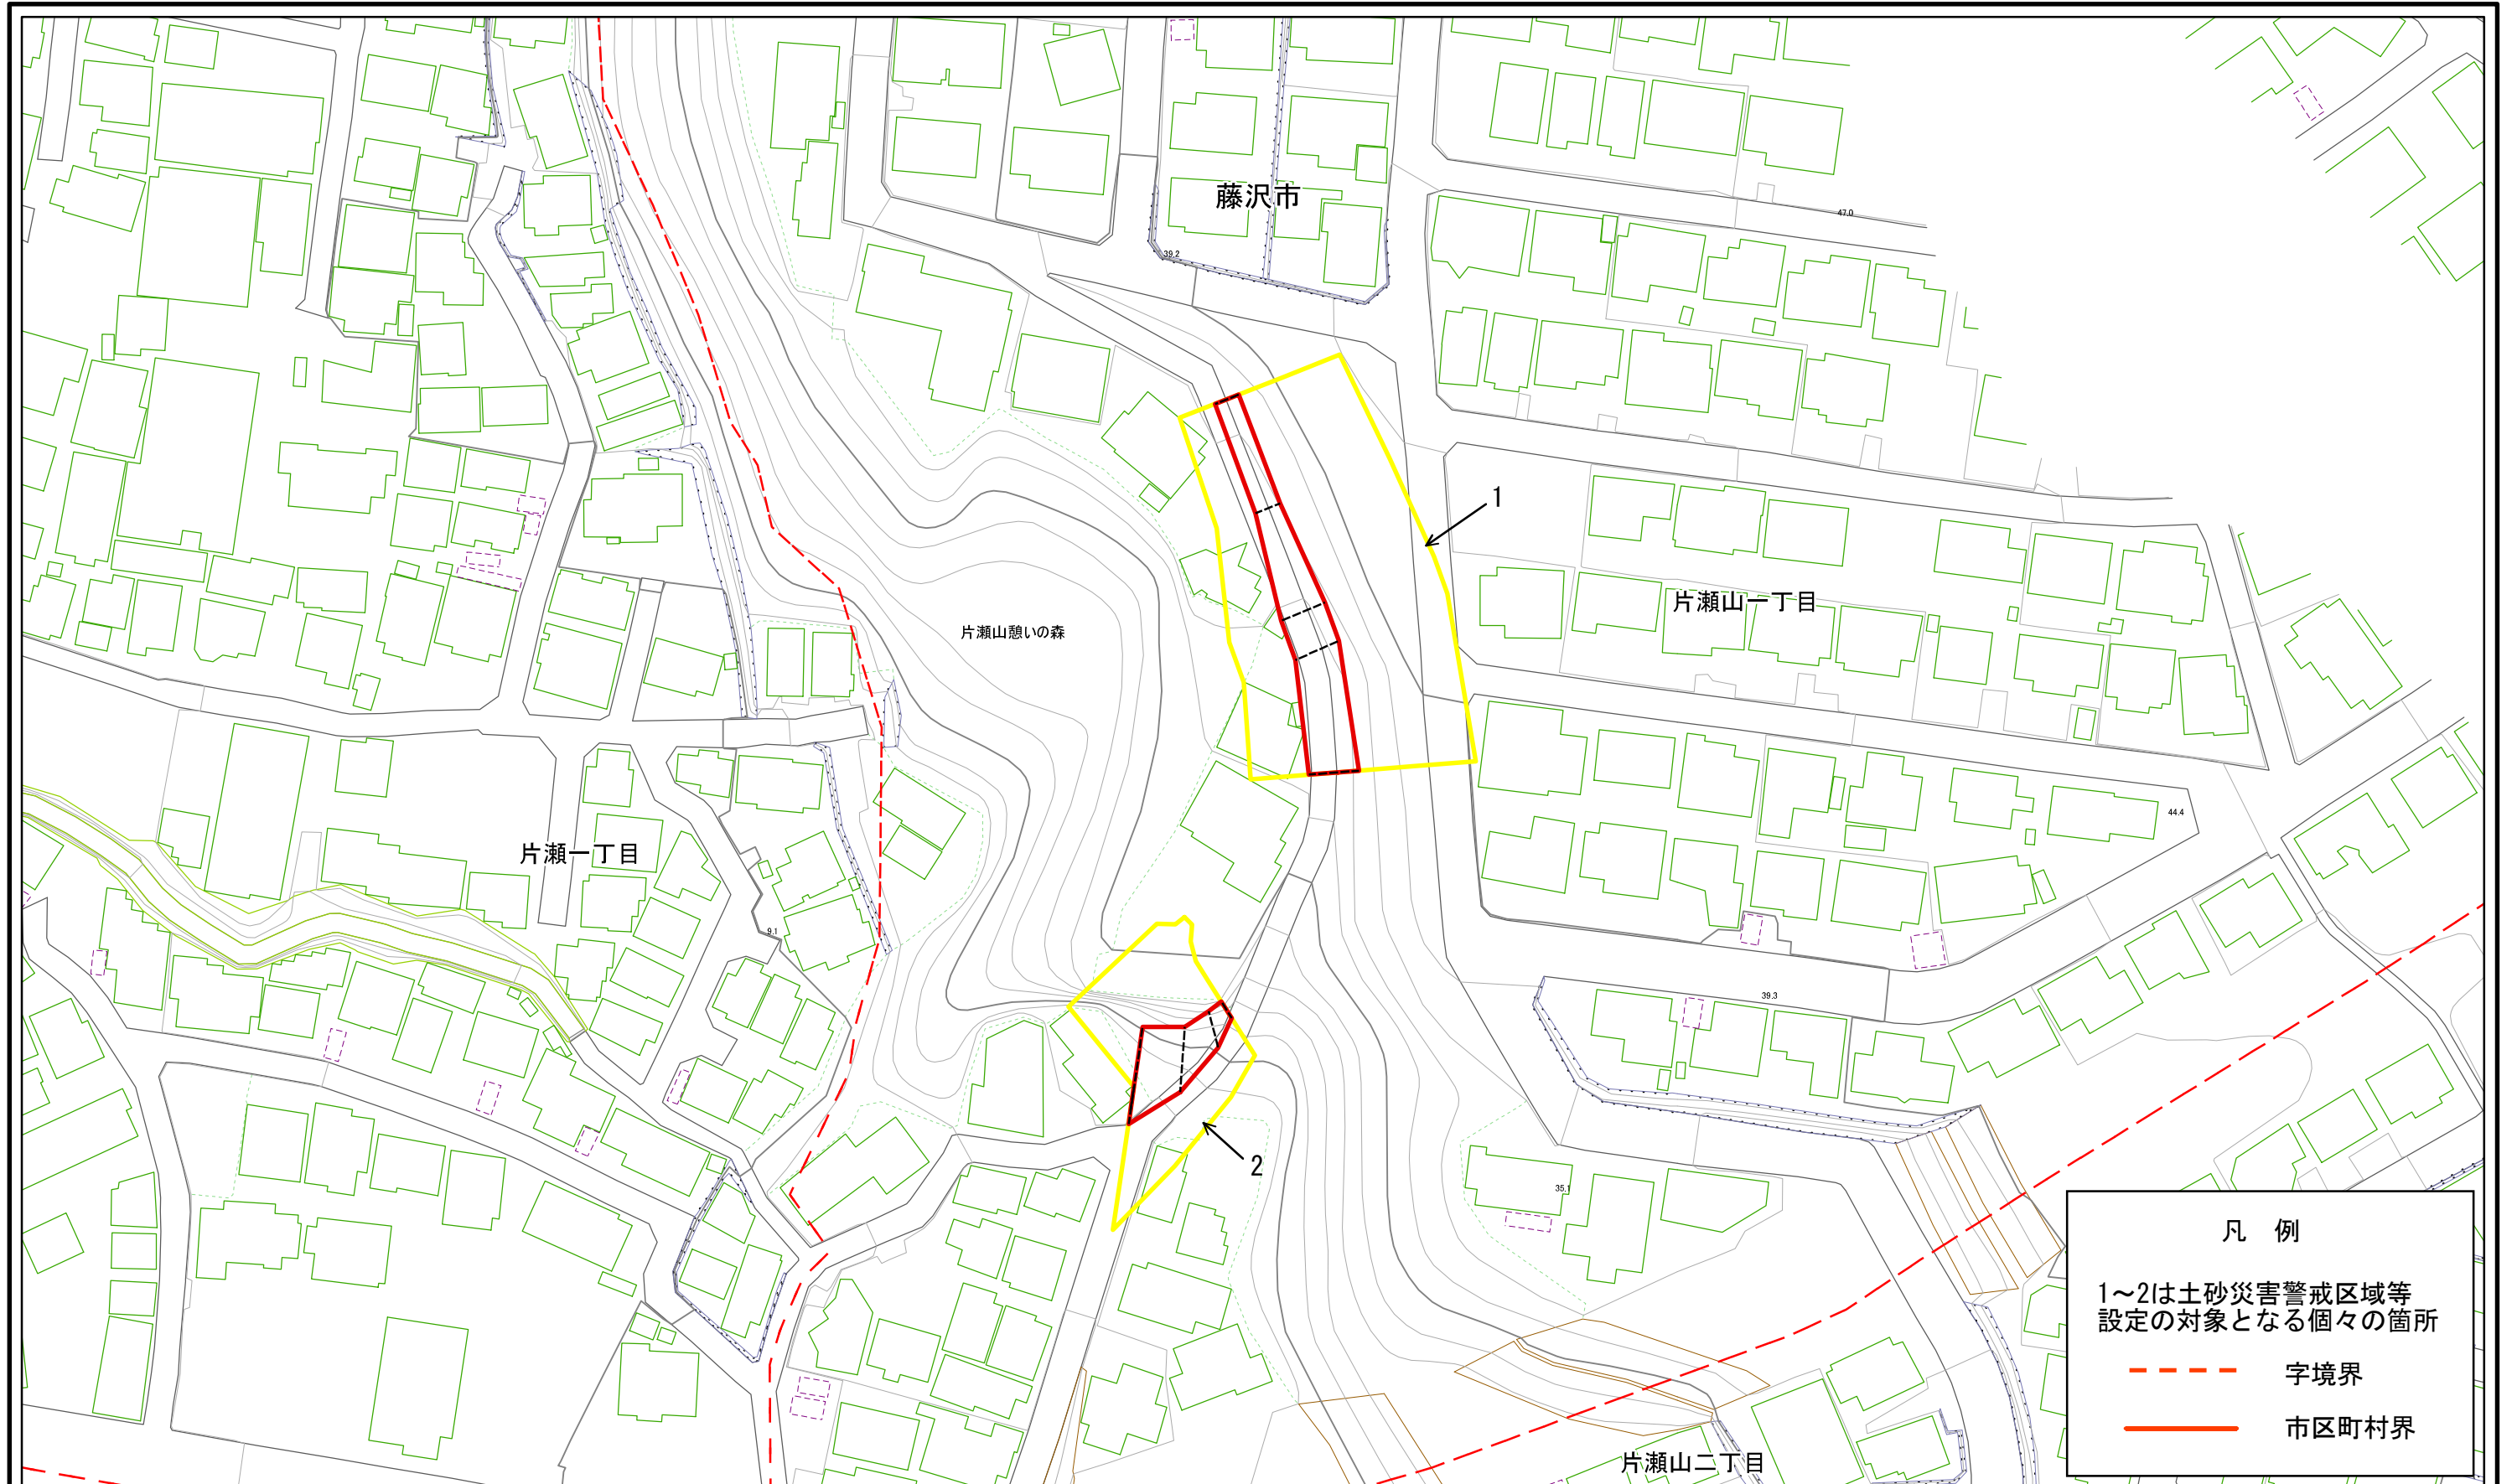 藤沢市
47.0
39.2
1
片瀬山一丁目
片瀬山憩いの森
44.4
片瀬一丁目
9.1
39.3
2
35.1
凡 例
1~2は土砂災害警戒区域等
設定の対象となる個々の箇所
字境界
市区町村界
片瀬山二丁目